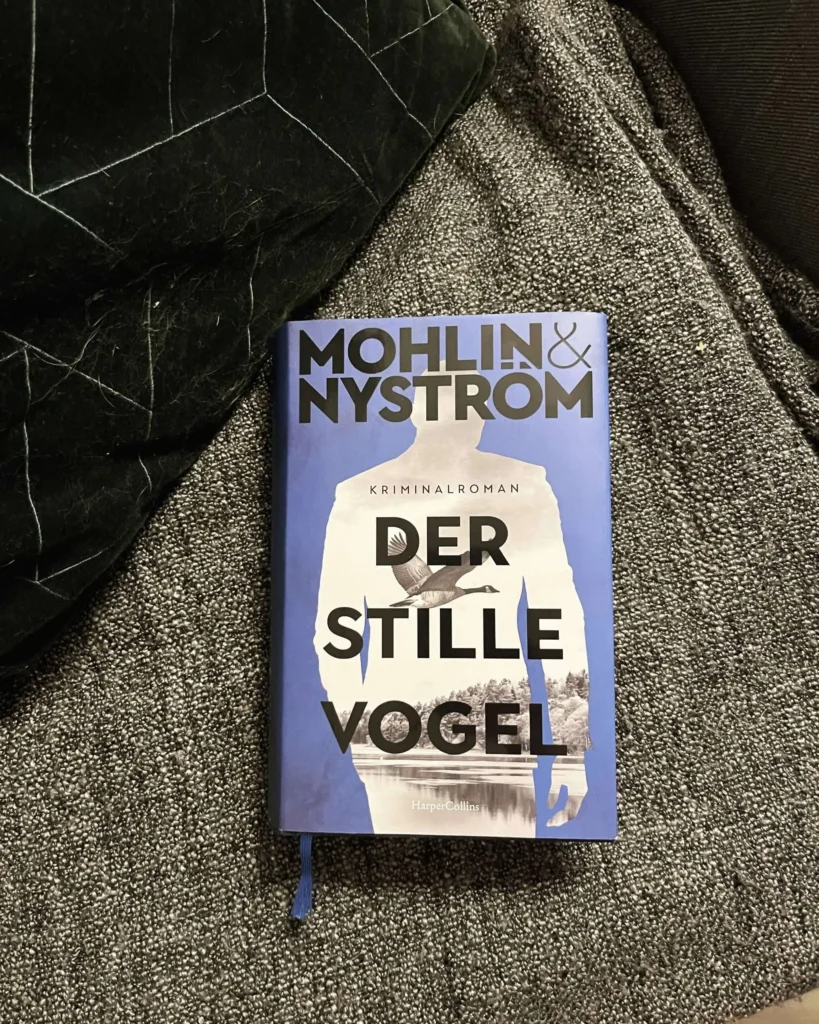 MOHLIN &
NYSTRÖM
KRIMINALROMAN
DER
STILLE
VOGEL
HarperCollins